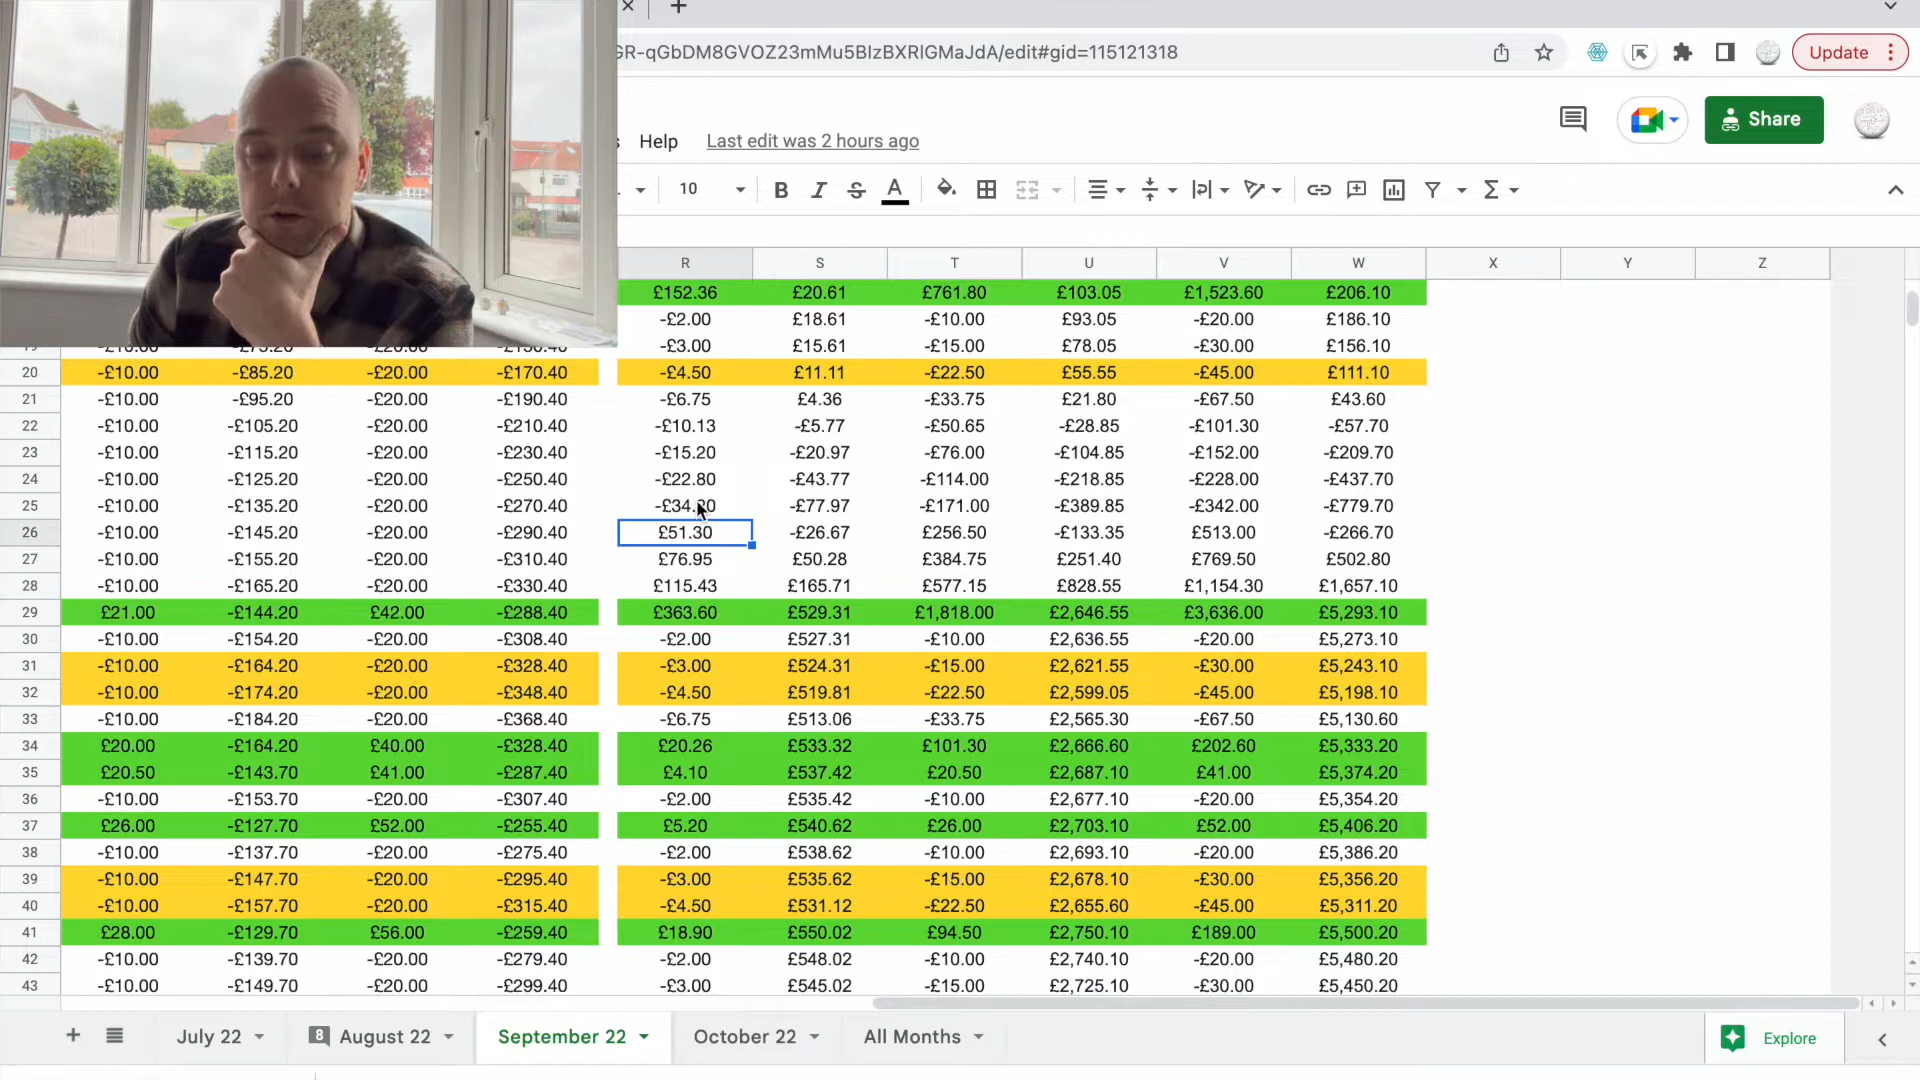 GR-qGbDM8GVOZ23mMu5BIzBXRlGMaJdA/edit#gid=115121318
Update
Help Last edit was 2 hours ago
Share
10 B I S A
R S T U V W X Y Z
£152.36 £20.61 £761.80 £103.05 £1,523.60 £206.10
-£2.00 £18.61 -£10.00 £93.05 -£20.00 £186.10
-£3.00 £15.61 -£15.00 £78.05 -£30.00 £156.10
20 -£10.00 -£85.20 -£20.00 -£170.40 -£4.50 £11.11 -£22.50 £55.55 -£45.00 £111.10
21 -£10.00 -£95.20 -£20.00 -£190.40 -£6.75 £4.36 -£33.75 £21.80 -£67.50 £43.60
22 -£10.00 -£105.20 -£20.00 -£210.40 -£10.13 -£5.77 -£50.65 -£28.85 -£101.30 -£57.70
23 -£10.00 -£115.20 -£20.00 -£230.40 -£15.20 -£20.97 -£76.00 -£104.85 -£152.00 -£209.70
24 -£10.00 -£125.20 -£20.00 -£250.40 -£22.80 -£43.77 -£114.00 -£218.85 -£228.00 -£437.70
25 -£10.00 -£135.20 -£20.00 -£270.40 -£77.97 -£171.00 -£389.85 -£342.00 -£779.70
26 -£10.00 -£145.20 -£20.00 -£290.40 £51.30 -£26.67 £256.50 -£133.35 £513.00 -£266.70
27 -£10.00 -£155.20 -£20.00 -£310.40 £76.95 £50.28 £384.75 £251.40 £769.50 £502.80
28 -£10.00 -£165.20 -£20.00 -£330.40 £115.43 £165.71 £577.15 £828.55 £1,154.30 £1,657.10
29 £21.00 -£144.20 £42.00 -£288.40 £363.60 £529.31 £1,818.00 £2,646.55 £3,636.00 £5,293.10
30 -£10.00 -£154.20 -£20.00 -£308.40 -£2.00 £527.31 -£10.00 £2,636.55 -£20.00 £5,273.10
31 -£10.00 -£164.20 -£20.00 -£328.40 -£3.00 £524.31 -£15.00 £2,621.55 -£30.00 £5,243.10
32 -£10.00 -£174.20 -£20.00 -£348.40 -£4.50 £519.81 -£22.50 £2,599.05 -£45.00 £5,198.10
33 -£10.00 -£184.20 -£20.00 -£368.40 -£6.75 £513.06 -£33.75 £2,565.30 -£67.50 £5,130.60
34 £20.00 -£164.20 £40.00 -£328.40 £20.26 £533.32 £101.30 £2,666.60 £202.60 £5,333.20
35 £20.50 -£143.70 £41.00 -£287.40 £4.10 £537.42 £20.50 £2,687.10 £41.00 £5,374.20
36 -£10.00 -£153.70 -£20.00 -£307.40 -£2.00 £535.42 -£10.00 £2,677.10 -£20.00 £5,354.20
37 £26.00 -£127.70 £52.00 -£255.40 £5.20 £540.62 £26.00 £2,703.10 £52.00 £5,406.20
38 -£10.00 -£137.70 -£20.00 -£275.40 -£2.00 £538.62 -£10.00 £2,693.10 -£20.00 £5,386.20
39 -£10.00 -£147.70 -£20.00 -£295.40 -£3.00 £535.62 -£15.00 £2,678.10 -£30.00 £5,356.20
40 -£10.00 -£157.70 -£20.00 -£315.40 -£4.50 £531.12 -£22.50 £2,655.60 -£45.00 £5,311.20
41 £28.00 -£129.70 £56.00 -£259.40 £18.90 £550.02 £94.50 £2,750.10 £189.00 £5,500.20
42 -£10.00 -£139.70 -£20.00 -£279.40 -£2.00 £548.02 -£10.00 £2,740.10 -£20.00 £5,480.20
43 -£10.00 -£149.70 -£20.00 -£299.40 -£3.00 £545.02 -£15.00 £2,725.10 -£30.00 £5,450.20
July 22 8 August 22 September 22 October 22 All Months Explore